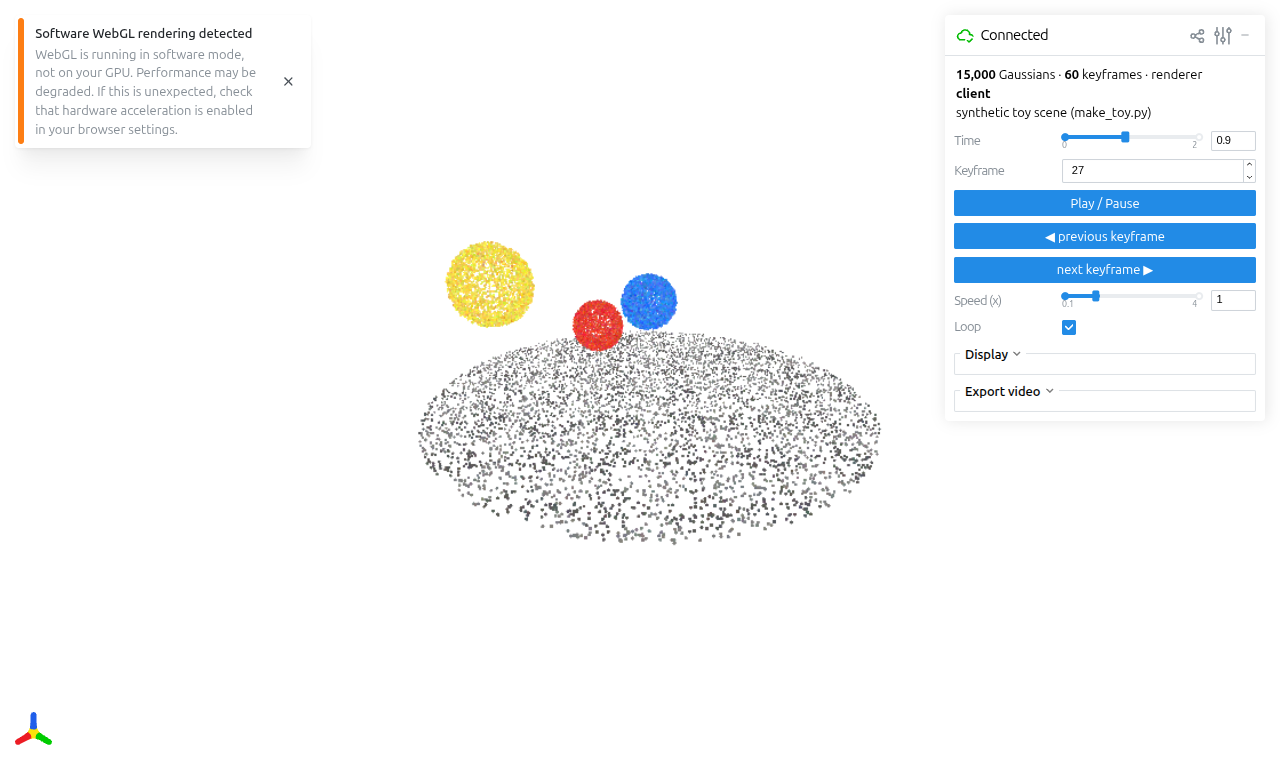 Software WebGL rendering detected
WebGL is running in software mode,
not on your GPU. Performance may be
degraded. If this is unexpected, check
that hardware acceleration is enabled
in your browser settings.
Connected
15,000 Gaussians · 60 keyframes · renderer
client
synthetic toy scene (make_toy.py)
Time 0 2 0.9
Keyframe 27
Play / Pause
◀ previous keyframe
next keyframe ▶
Speed (x) 0.1 4 1
Loop
Display
Export video